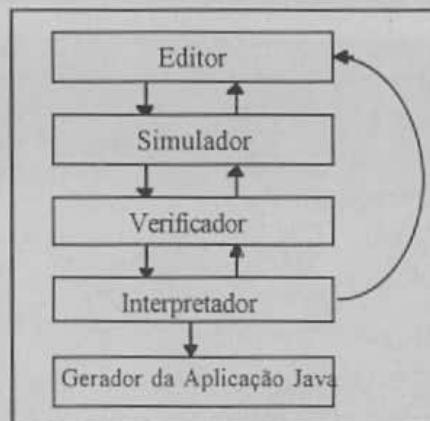 Editor
Simulador
Verificador
Interpretador
Gerador da Aplicação Java